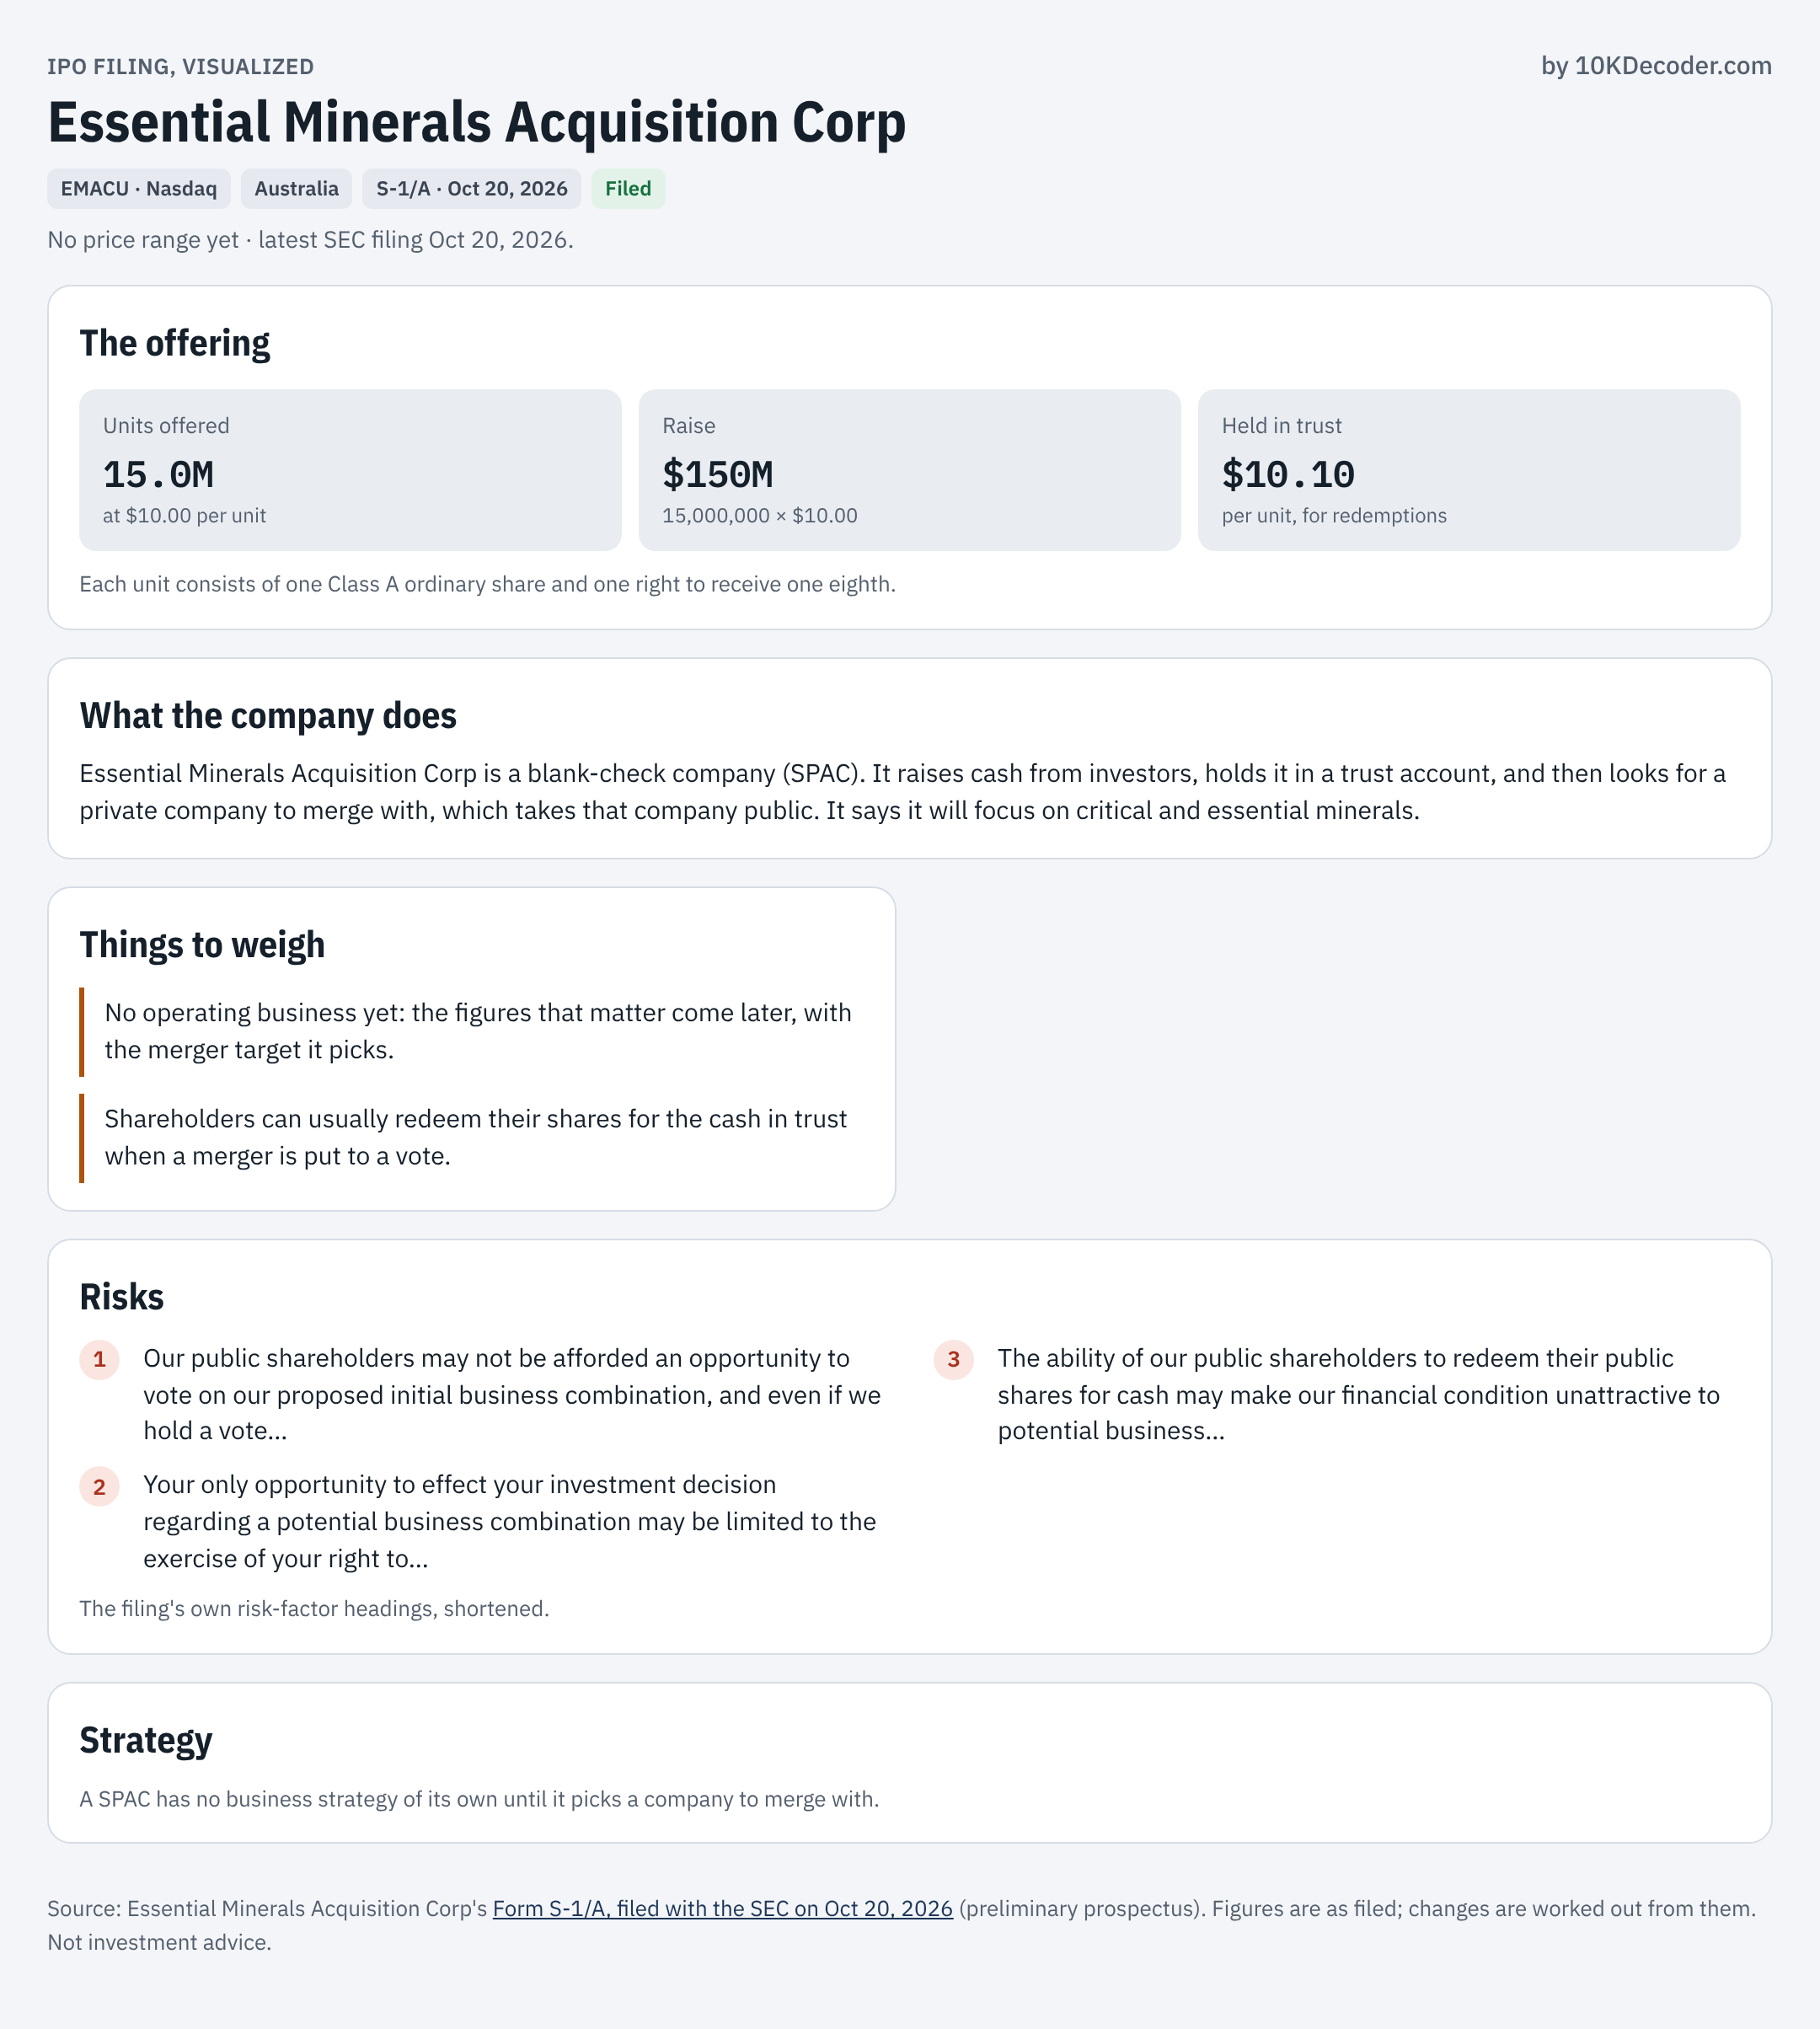 IPO FILING, VISUALIZED
by 10KDecoder.com
Essential Minerals Acquisition Corp
EMACU · Nasdaq
Australia
S-1/A · Oct 20, 2026
Filed
No price range yet · latest SEC filing Oct 20, 2026.
The offering
Units offered
15.0M
at $10.00 per unit
Raise
$150M
15,000,000 × $10.00
Held in trust
$10.10
per unit, for redemptions
Each unit consists of one Class A ordinary share and one right to receive one eighth.
What the company does
Essential Minerals Acquisition Corp is a blank-check company (SPAC). It raises cash from investors, holds it in a trust account, and then looks for a
private company to merge with, which takes that company public. It says it will focus on critical and essential minerals.
Things to weigh
No operating business yet: the figures that matter come later, with
the merger target it picks.
Shareholders can usually redeem their shares for the cash in trust
when a merger is put to a vote.
Risks
1
Our public shareholders may not be afforded an opportunity to
vote on our proposed initial business combination, and even if we
hold a vote...
2
Your only opportunity to effect your investment decision
regarding a potential business combination may be limited to the
exercise of your right to...
3
The ability of our public shareholders to redeem their public
shares for cash may make our financial condition unattractive to
potential business...
The filing's own risk-factor headings, shortened.
Strategy
A SPAC has no business strategy of its own until it picks a company to merge with.
Source: Essential Minerals Acquisition Corp's Form S-1/A, filed with the SEC on Oct 20, 2026 (preliminary prospectus). Figures are as filed; changes are worked out from them.
Not investment advice.